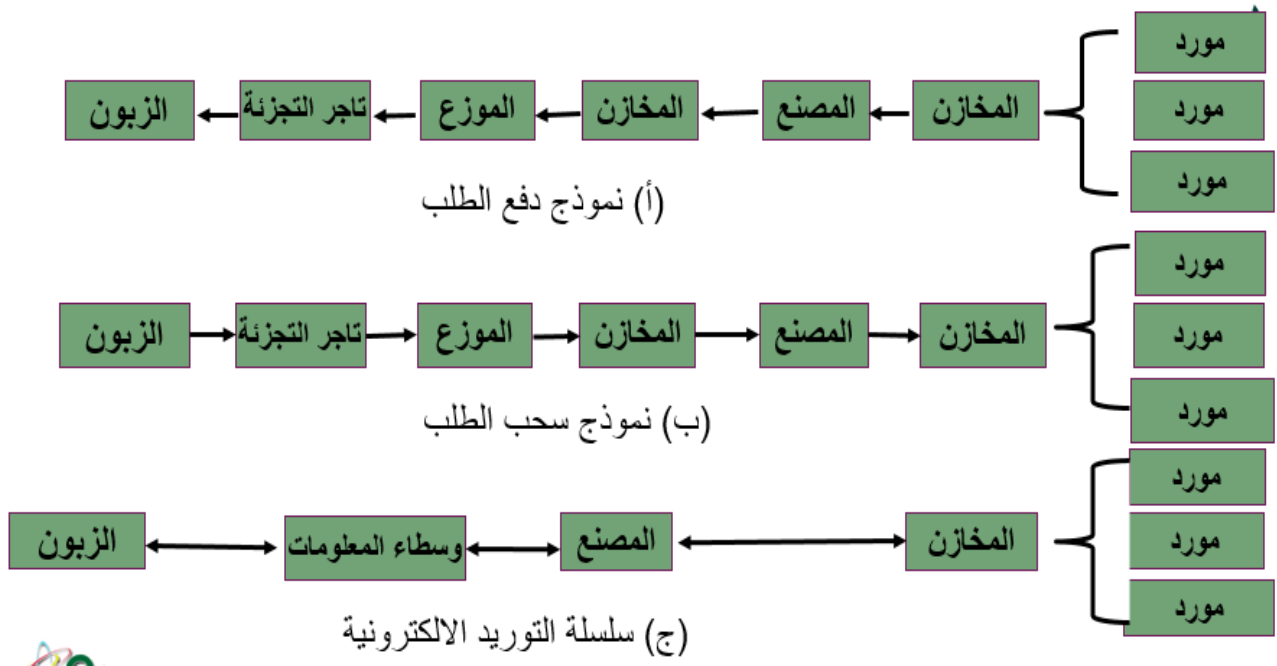 مورد
مورد
مورد
المخازن
المصنع
المخازن
الموزع
تاجر التجزئة
الزبون
(أ) نموذج دفع الطلب
مورد
مورد
مورد
المخازن
المصنع
المخازن
الموزع
تاجر التجزئة
الزبون
(ب) نموذج سحب الطلب
مورد
مورد
مورد
المخازن
المصنع
وسطاء المعلومات
الزبون
(ج) سلسلة التوريد الالكترونية